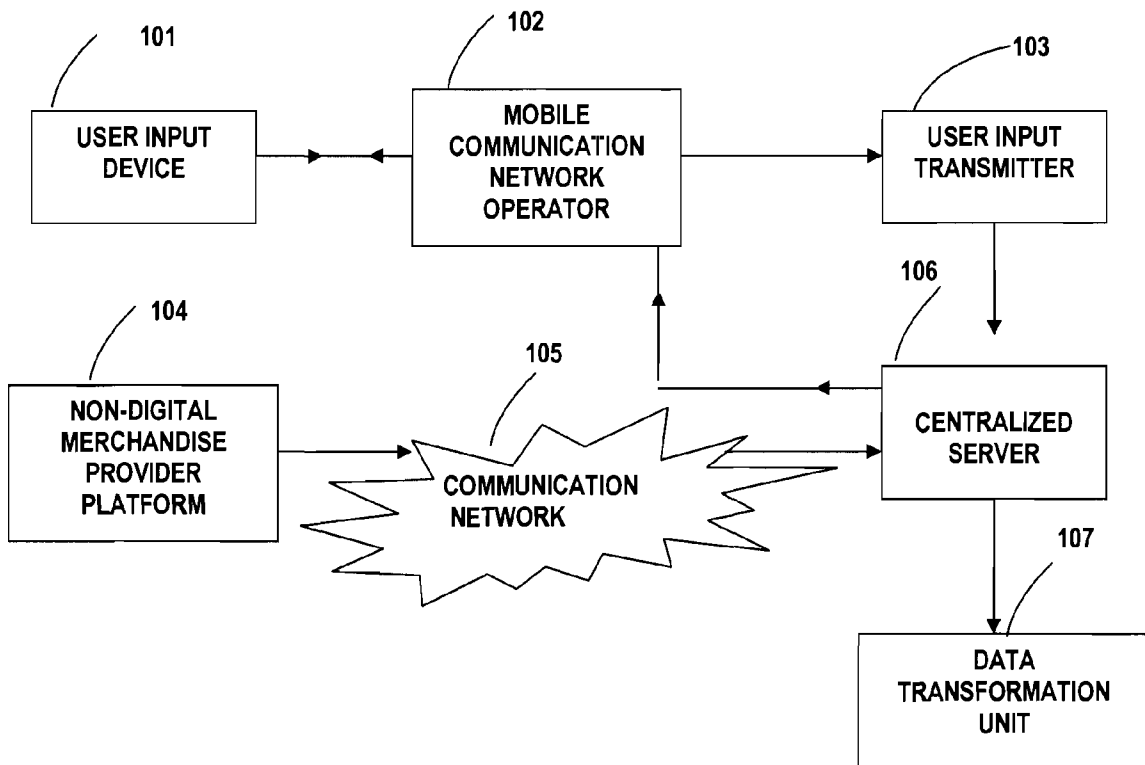 101
USER INPUT
DEVICE
102
MOBILE
COMMUNICATION
NETWORK
OPERATOR
103
USER INPUT
TRANSMITTER
104
NON-DIGITAL
MERCHANDISE
PROVIDER
PLATFORM
105
COMMUNICATION
NETWORK
106
CENTRALIZED
SERVER
107
DATA
TRANSFORMATION
UNIT